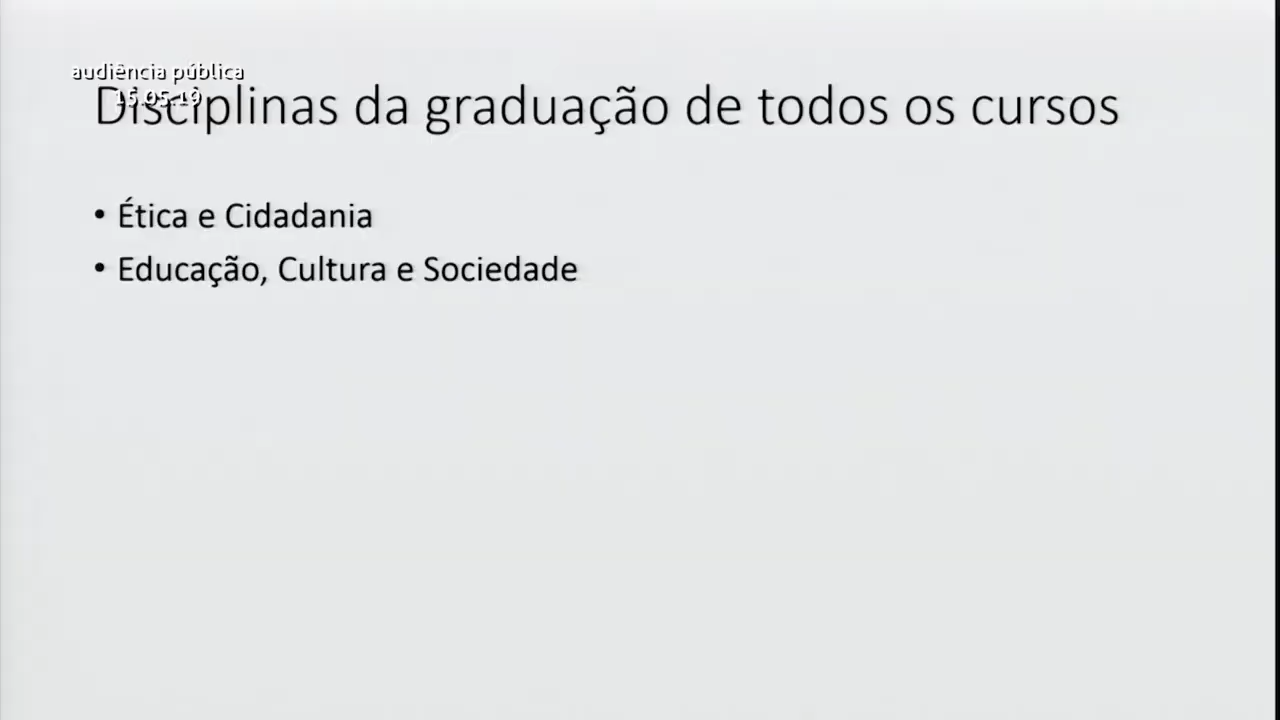 audiência pública
15.05.19
Disciplinas da graduação de todos os cursos
• Ética e Cidadania
• Educação, Cultura e Sociedade